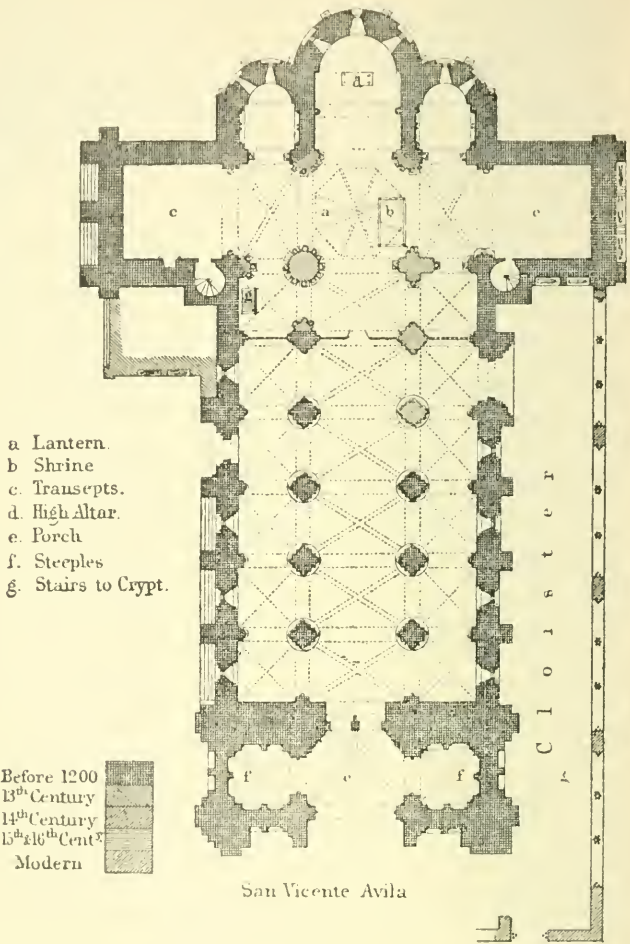 d
c a b c
a Lantern.
b Shrine
c. Transepts.
d. High Altar.
e. Porch
f. Steeples
g. Stairs to Crypt.
Cloister
Before 1200
13th Century
14th Century
15th & 16th Cent.y
Modern
f e f
San Vicente Avila